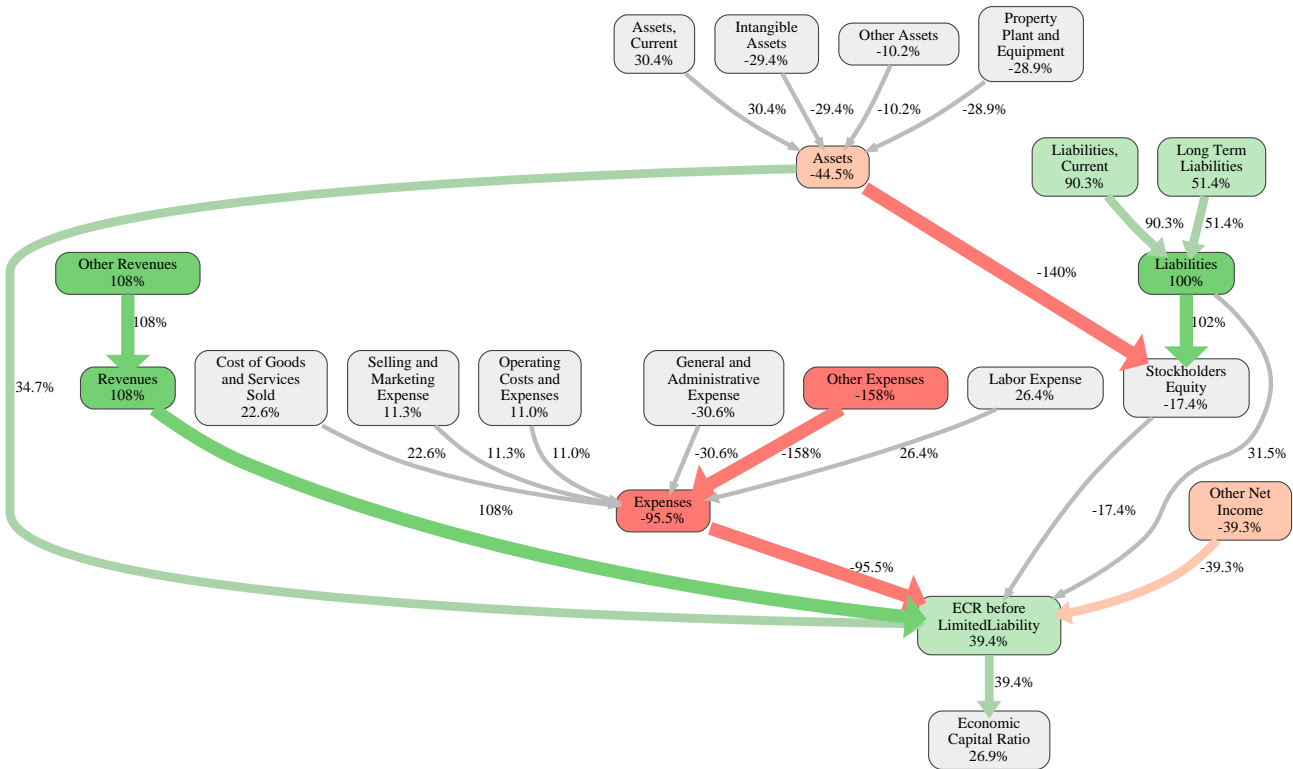 Assets,
Current
30.4%
Intangible
Assets
-29.4%
Other Assets
-10.2%
Property
Plant and
Equipment
-28.9%
30.4%
-29.4%
-10.2%
-28.9%
Assets
-44.5%
Liabilities,
Current
90.3%
Long Term
Liabilities
51.4%
90.3%
51.4%
Other Revenues
108%
Liabilities
100%
-140%
108%
102%
34.7%
Revenues
108%
Cost of Goods
and Services
Sold
22.6%
Selling and
Marketing
Expense
11.3%
Operating
Costs and
Expenses
11.0%
General and
Administrative
Expense
-30.6%
Other Expenses
-158%
Labor Expense
26.4%
Stockholders
Equity
-17.4%
22.6%
11.3%
11.0%
-30.6%
-158%
26.4%
31.5%
Expenses
-95.5%
108%
-17.4%
Other Net
Income
-39.3%
-95.5%
-39.3%
ECR before
LimitedLiability
39.4%
39.4%
Economic
Capital Ratio
26.9%